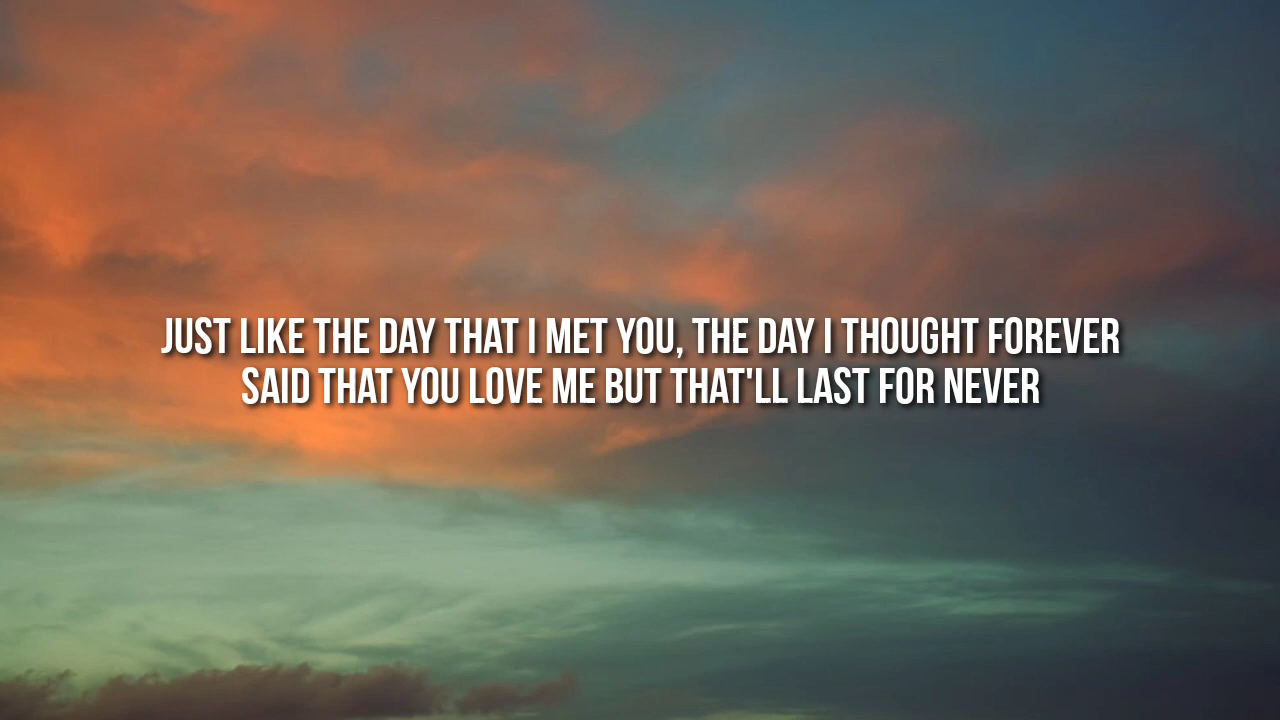 JUST LIKE THE DAY THAT I MET YOU, THE DAY I THOUGHT FOREVER
SAID THAT YOU LOVE ME BUT THAT'LL LAST FOR NEVER